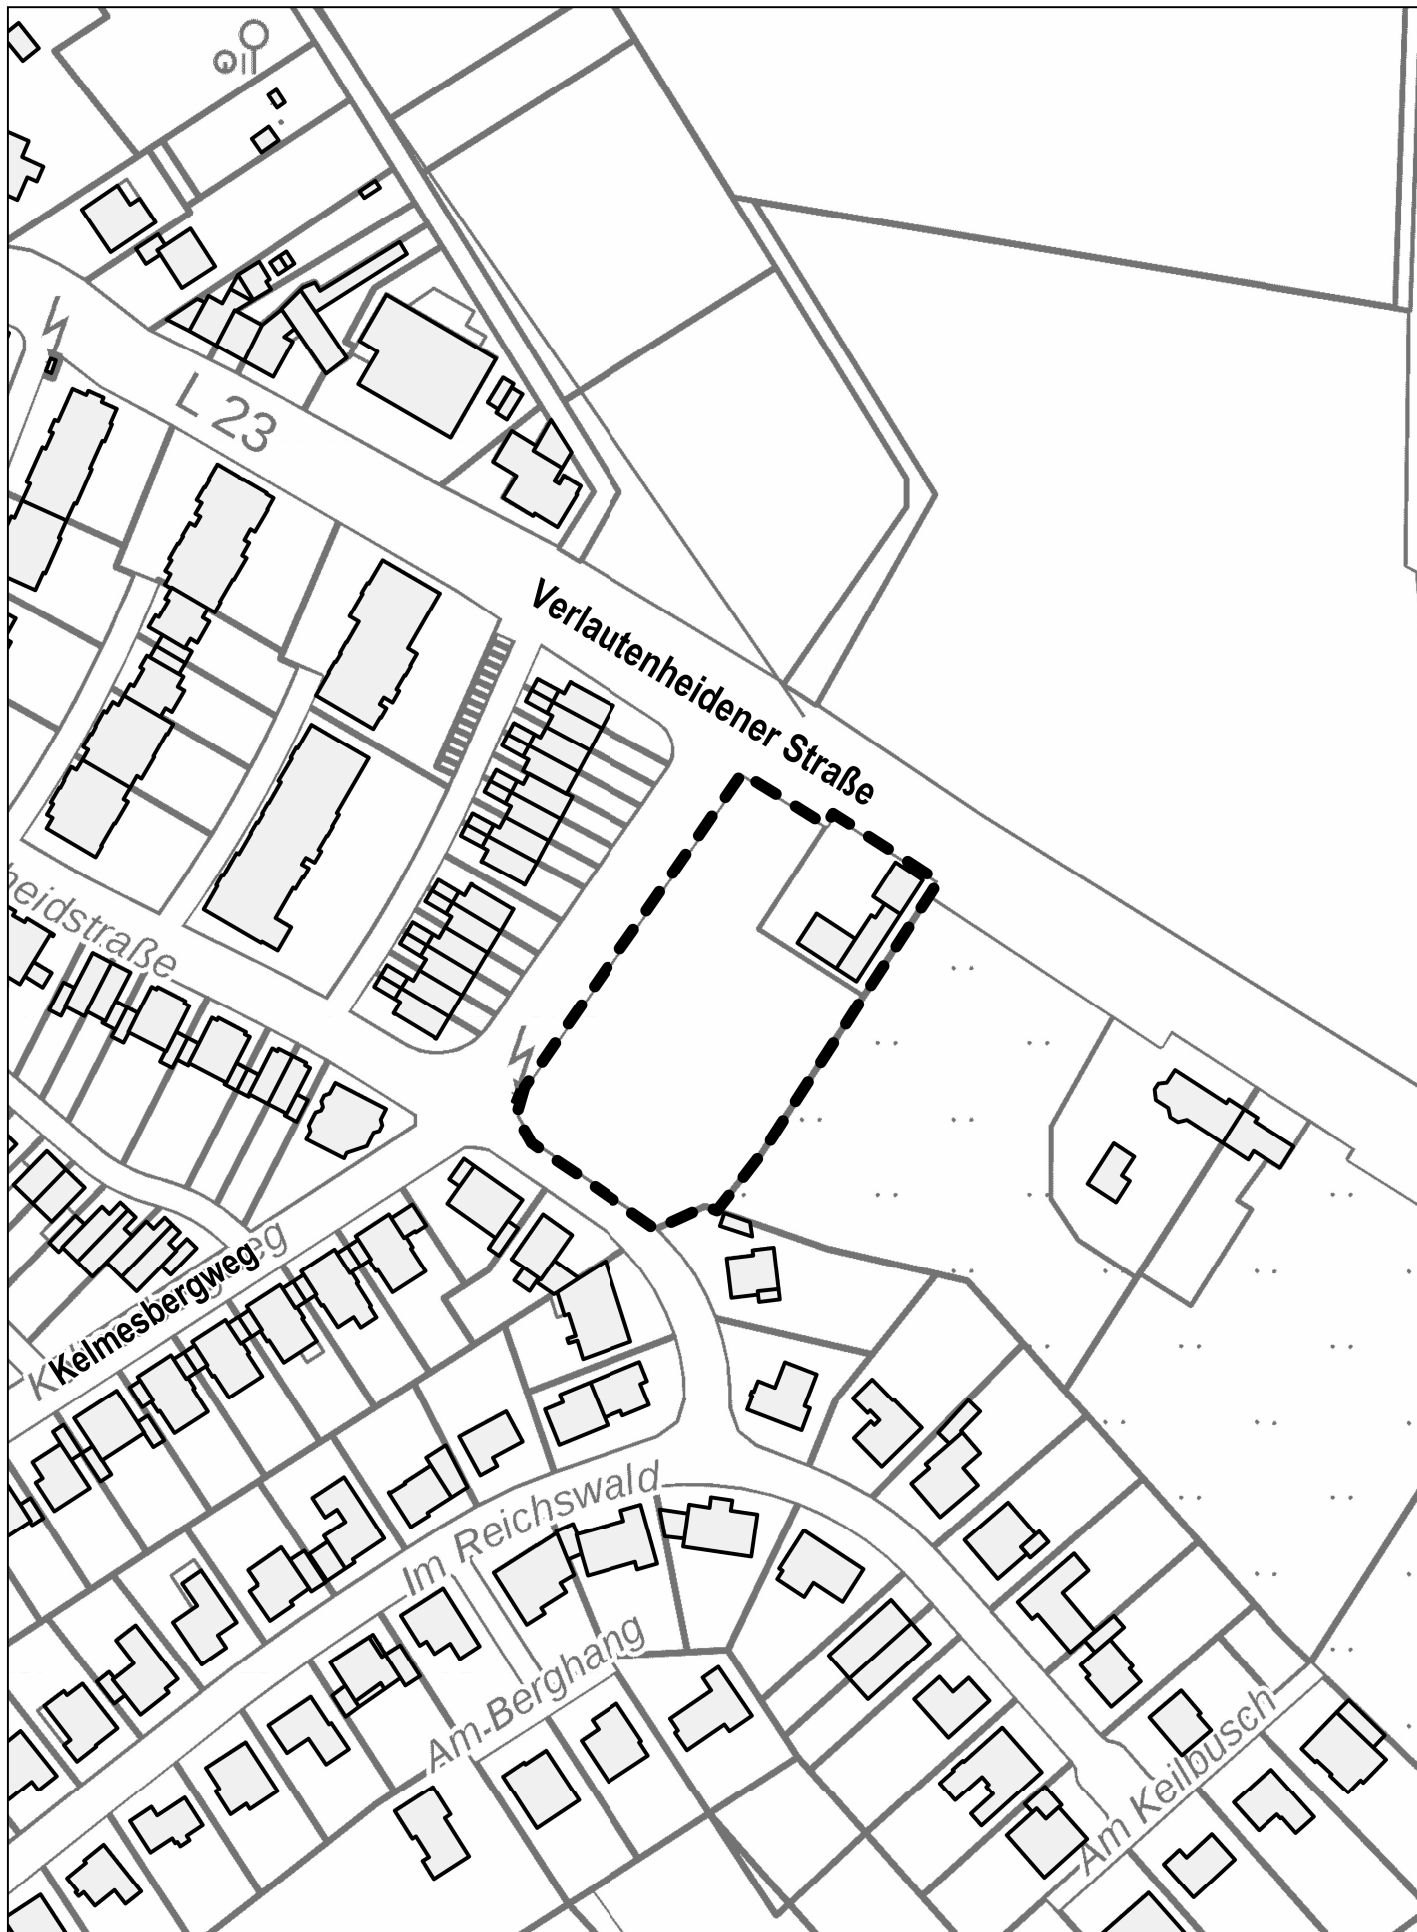 L 23
Verlautenheidener Straße
heidstraße
Kelmesbergweg
Im Reichswald
Am-Berghang
Am Keilbusch